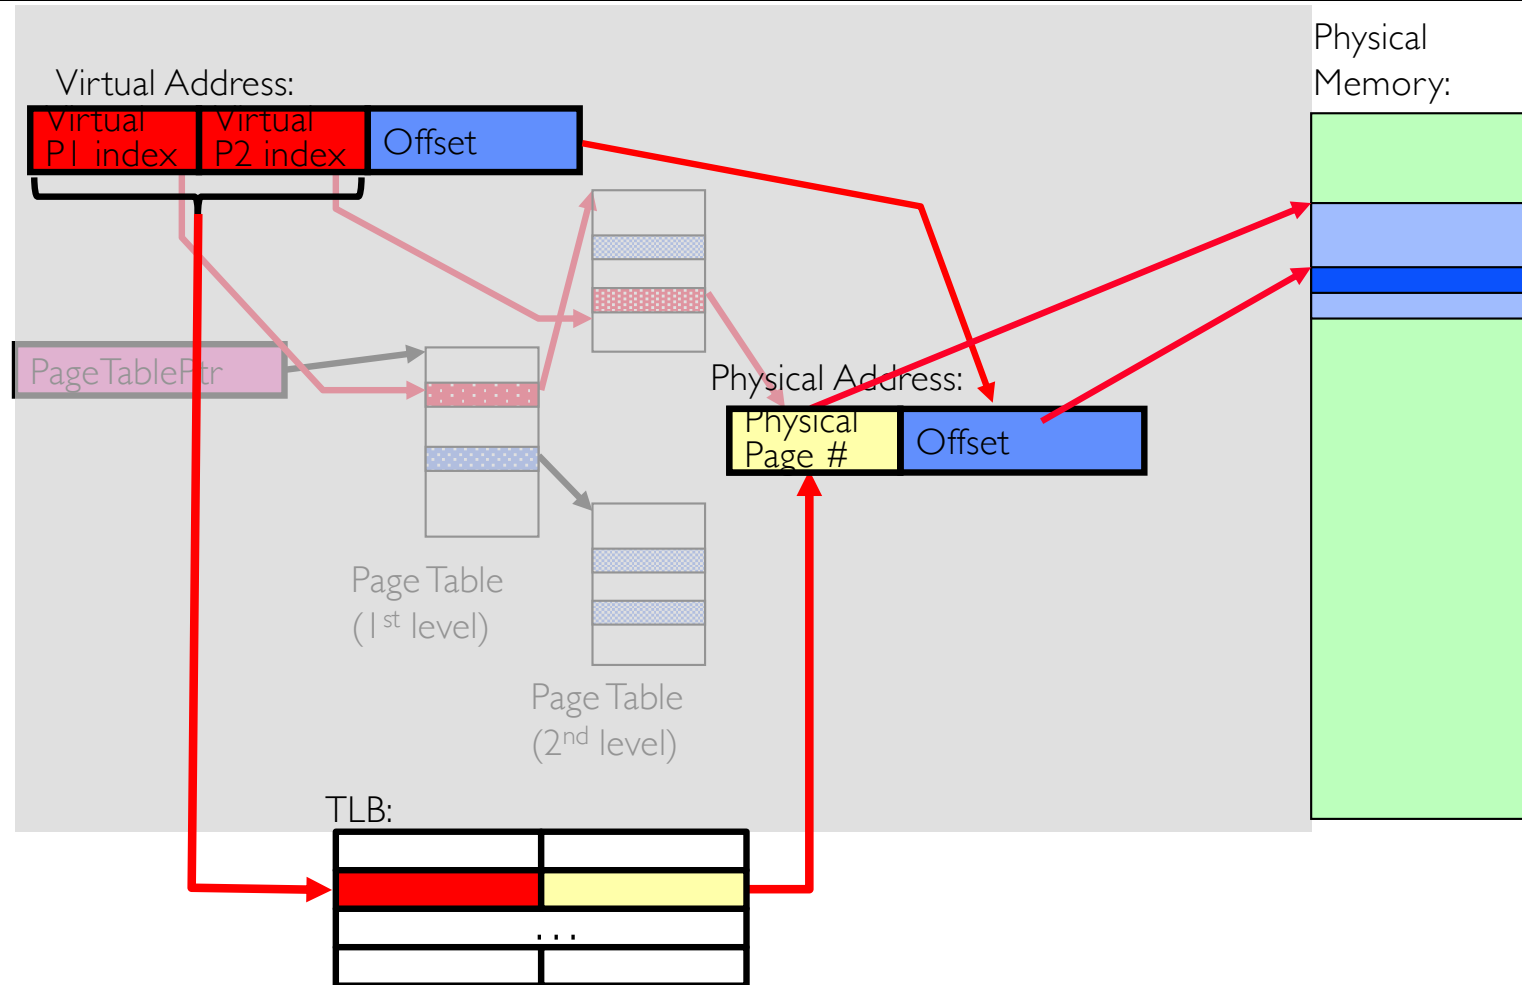 Physical
Memory:
Virtual Address:
Virtual
P1 index
Virtual
P2 index
Offset
PageTablePtr
Physical Address:
Physical
Page #
Offset
Page Table
(1st level)
Page Table
(2nd level)
TLB:
...